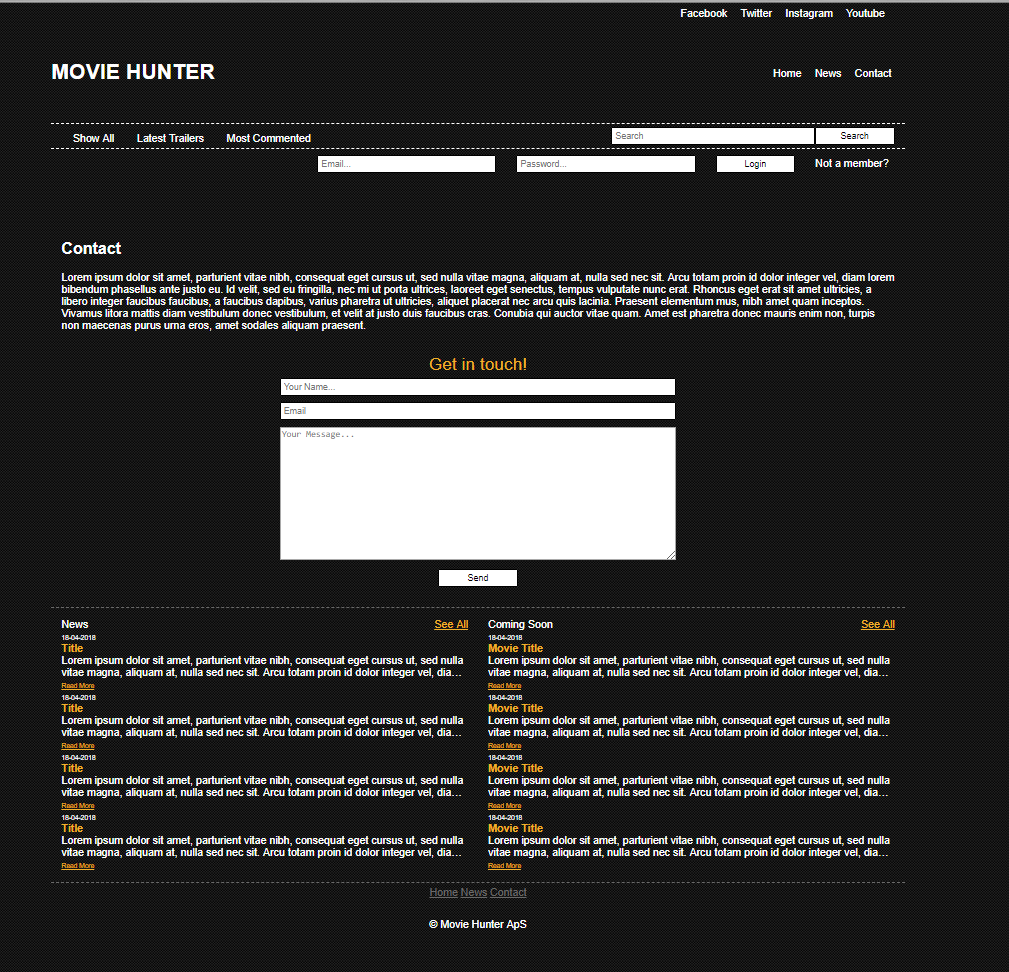 Facebook Twitter Instagram Youtube
MOVIE HUNTER
Home News Contact
Show All Latest Trailers Most Commented
Search Search
Email... Password... Login Not a member?
Contact
Lorem ipsum dolor sit amet, parturient vitae nibh, consequat eget cursus ut, sed nulla vitae magna, aliquam at, nulla sed nec sit. Arcu totam proin id dolor integer vel, diam lorem
bibendum phasellus ante justo eu. Id velit, sed eu fringilla, nec mi ut porta ultrices, laoreet eget senectus, tempus vulputate nunc erat. Rhoncus eget erat sit amet ultricies, a
libero integer faucibus faucibus, a faucibus dapibus, varius pharetra ut ultricies, aliquet placerat nec arcu quis lacinia. Praesent elementum mus, nibh amet quam inceptos.
Vivamus litora mattis diam vestibulum donec vestibulum, et velit at justo duis faucibus cras. Conubia qui auctor vitae quam. Amet est pharetra donec mauris enim non, turpis
non maecenas purus urna eros, amet sodales aliquam praesent.
Get in touch!
Your Name...
Email
Your Message...
Send
News See All
18-04-2018
Title
Lorem ipsum dolor sit amet, parturient vitae nibh, consequat eget cursus ut, sed nulla
vitae magna, aliquam at, nulla sed nec sit. Arcu totam proin id dolor integer vel, dia...
Read More
18-04-2018
Title
Lorem ipsum dolor sit amet, parturient vitae nibh, consequat eget cursus ut, sed nulla
vitae magna, aliquam at, nulla sed nec sit. Arcu totam proin id dolor integer vel, dia...
Read More
18-04-2018
Title
Lorem ipsum dolor sit amet, parturient vitae nibh, consequat eget cursus ut, sed nulla
vitae magna, aliquam at, nulla sed nec sit. Arcu totam proin id dolor integer vel, dia...
Read More
18-04-2018
Title
Lorem ipsum dolor sit amet, parturient vitae nibh, consequat eget cursus ut, sed nulla
vitae magna, aliquam at, nulla sed nec sit. Arcu totam proin id dolor integer vel, dia...
Read More
Coming Soon See All
18-04-2018
Movie Title
Lorem ipsum dolor sit amet, parturient vitae nibh, consequat eget cursus ut, sed nulla
vitae magna, aliquam at, nulla sed nec sit. Arcu totam proin id dolor integer vel, dia...
Read More
18-04-2018
Movie Title
Lorem ipsum dolor sit amet, parturient vitae nibh, consequat eget cursus ut, sed nulla
vitae magna, aliquam at, nulla sed nec sit. Arcu totam proin id dolor integer vel, dia...
Read More
18-04-2018
Movie Title
Lorem ipsum dolor sit amet, parturient vitae nibh, consequat eget cursus ut, sed nulla
vitae magna, aliquam at, nulla sed nec sit. Arcu totam proin id dolor integer vel, dia...
Read More
18-04-2018
Movie Title
Lorem ipsum dolor sit amet, parturient vitae nibh, consequat eget cursus ut, sed nulla
vitae magna, aliquam at, nulla sed nec sit. Arcu totam proin id dolor integer vel, dia...
Read More
Home News Contact
© Movie Hunter ApS